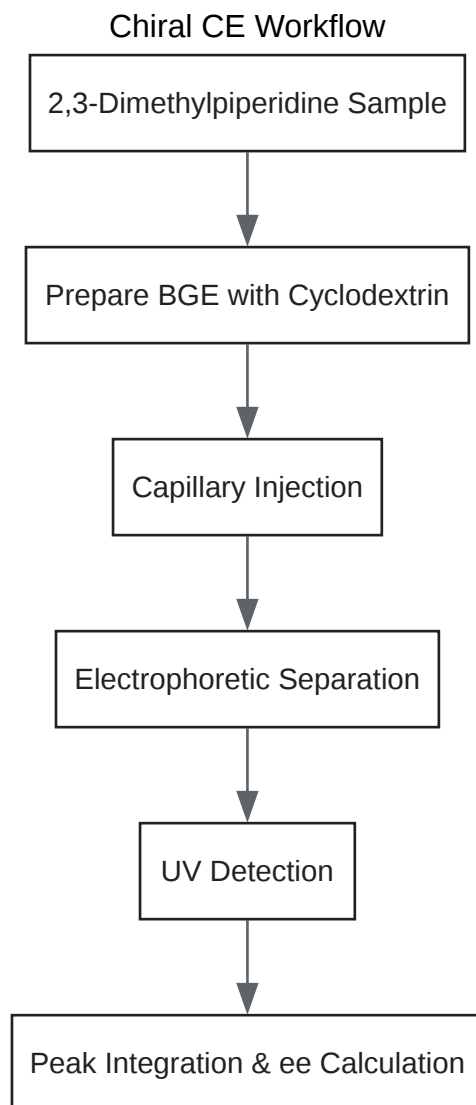 Chiral CE Workflow
2,3-Dimethylpiperidine Sample
Prepare BGE with Cyclodextrin
Capillary Injection
Electrophoretic Separation
UV Detection
Peak Integration & ee Calculation